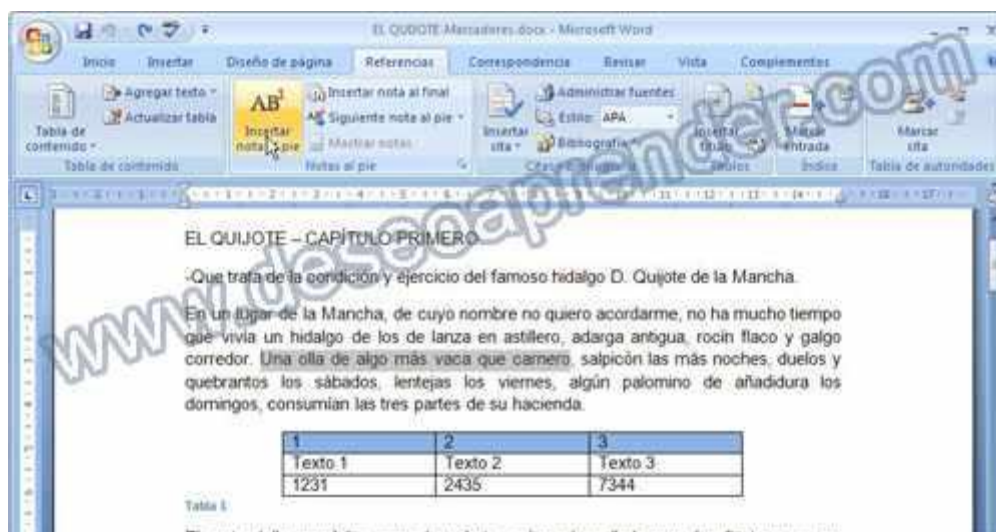 EL QUIJOTE-Marcadores.docx - Microsoft Word
Inicio Insertar Diseño de página Referencias Correspondencia Revisar Vista Complementos
Tabla de contenido
Agregar texto
Actualizar tabla
Tabla de contenido
AB¹
Insertar nota al pie
Insertar nota al final
Siguiente nota al pie
Mostrar notas
Notas al pie
Insertar cita
Administrar fuentes
Estilo: APA
Bibliografía
Insertar título
Títulos
Marcar entrada
Índice
Marcar cita
Tabla de autoridades
www.deseoaprender.com
EL QUIJOTE – CAPÍTULO PRIMERO
-Que trata de la condición y ejercicio del famoso hidalgo D. Quijote de la Mancha.
En un lugar de la Mancha, de cuyo nombre no quiero acordarme, no ha mucho tiempo
que vivía un hidalgo de los de lanza en astillero, adarga antigua, rocín flaco y galgo
corredor. Una olla de algo más vaca que carnero, salpicón las más noches, duelos y
quebrantos los sábados, lentejas los viernes, algún palomino de añadidura los
domingos, consumían las tres partes de su hacienda.
1 2 3
Texto 1 Texto 2 Texto 3
1231 2435 7344
Tabla 1